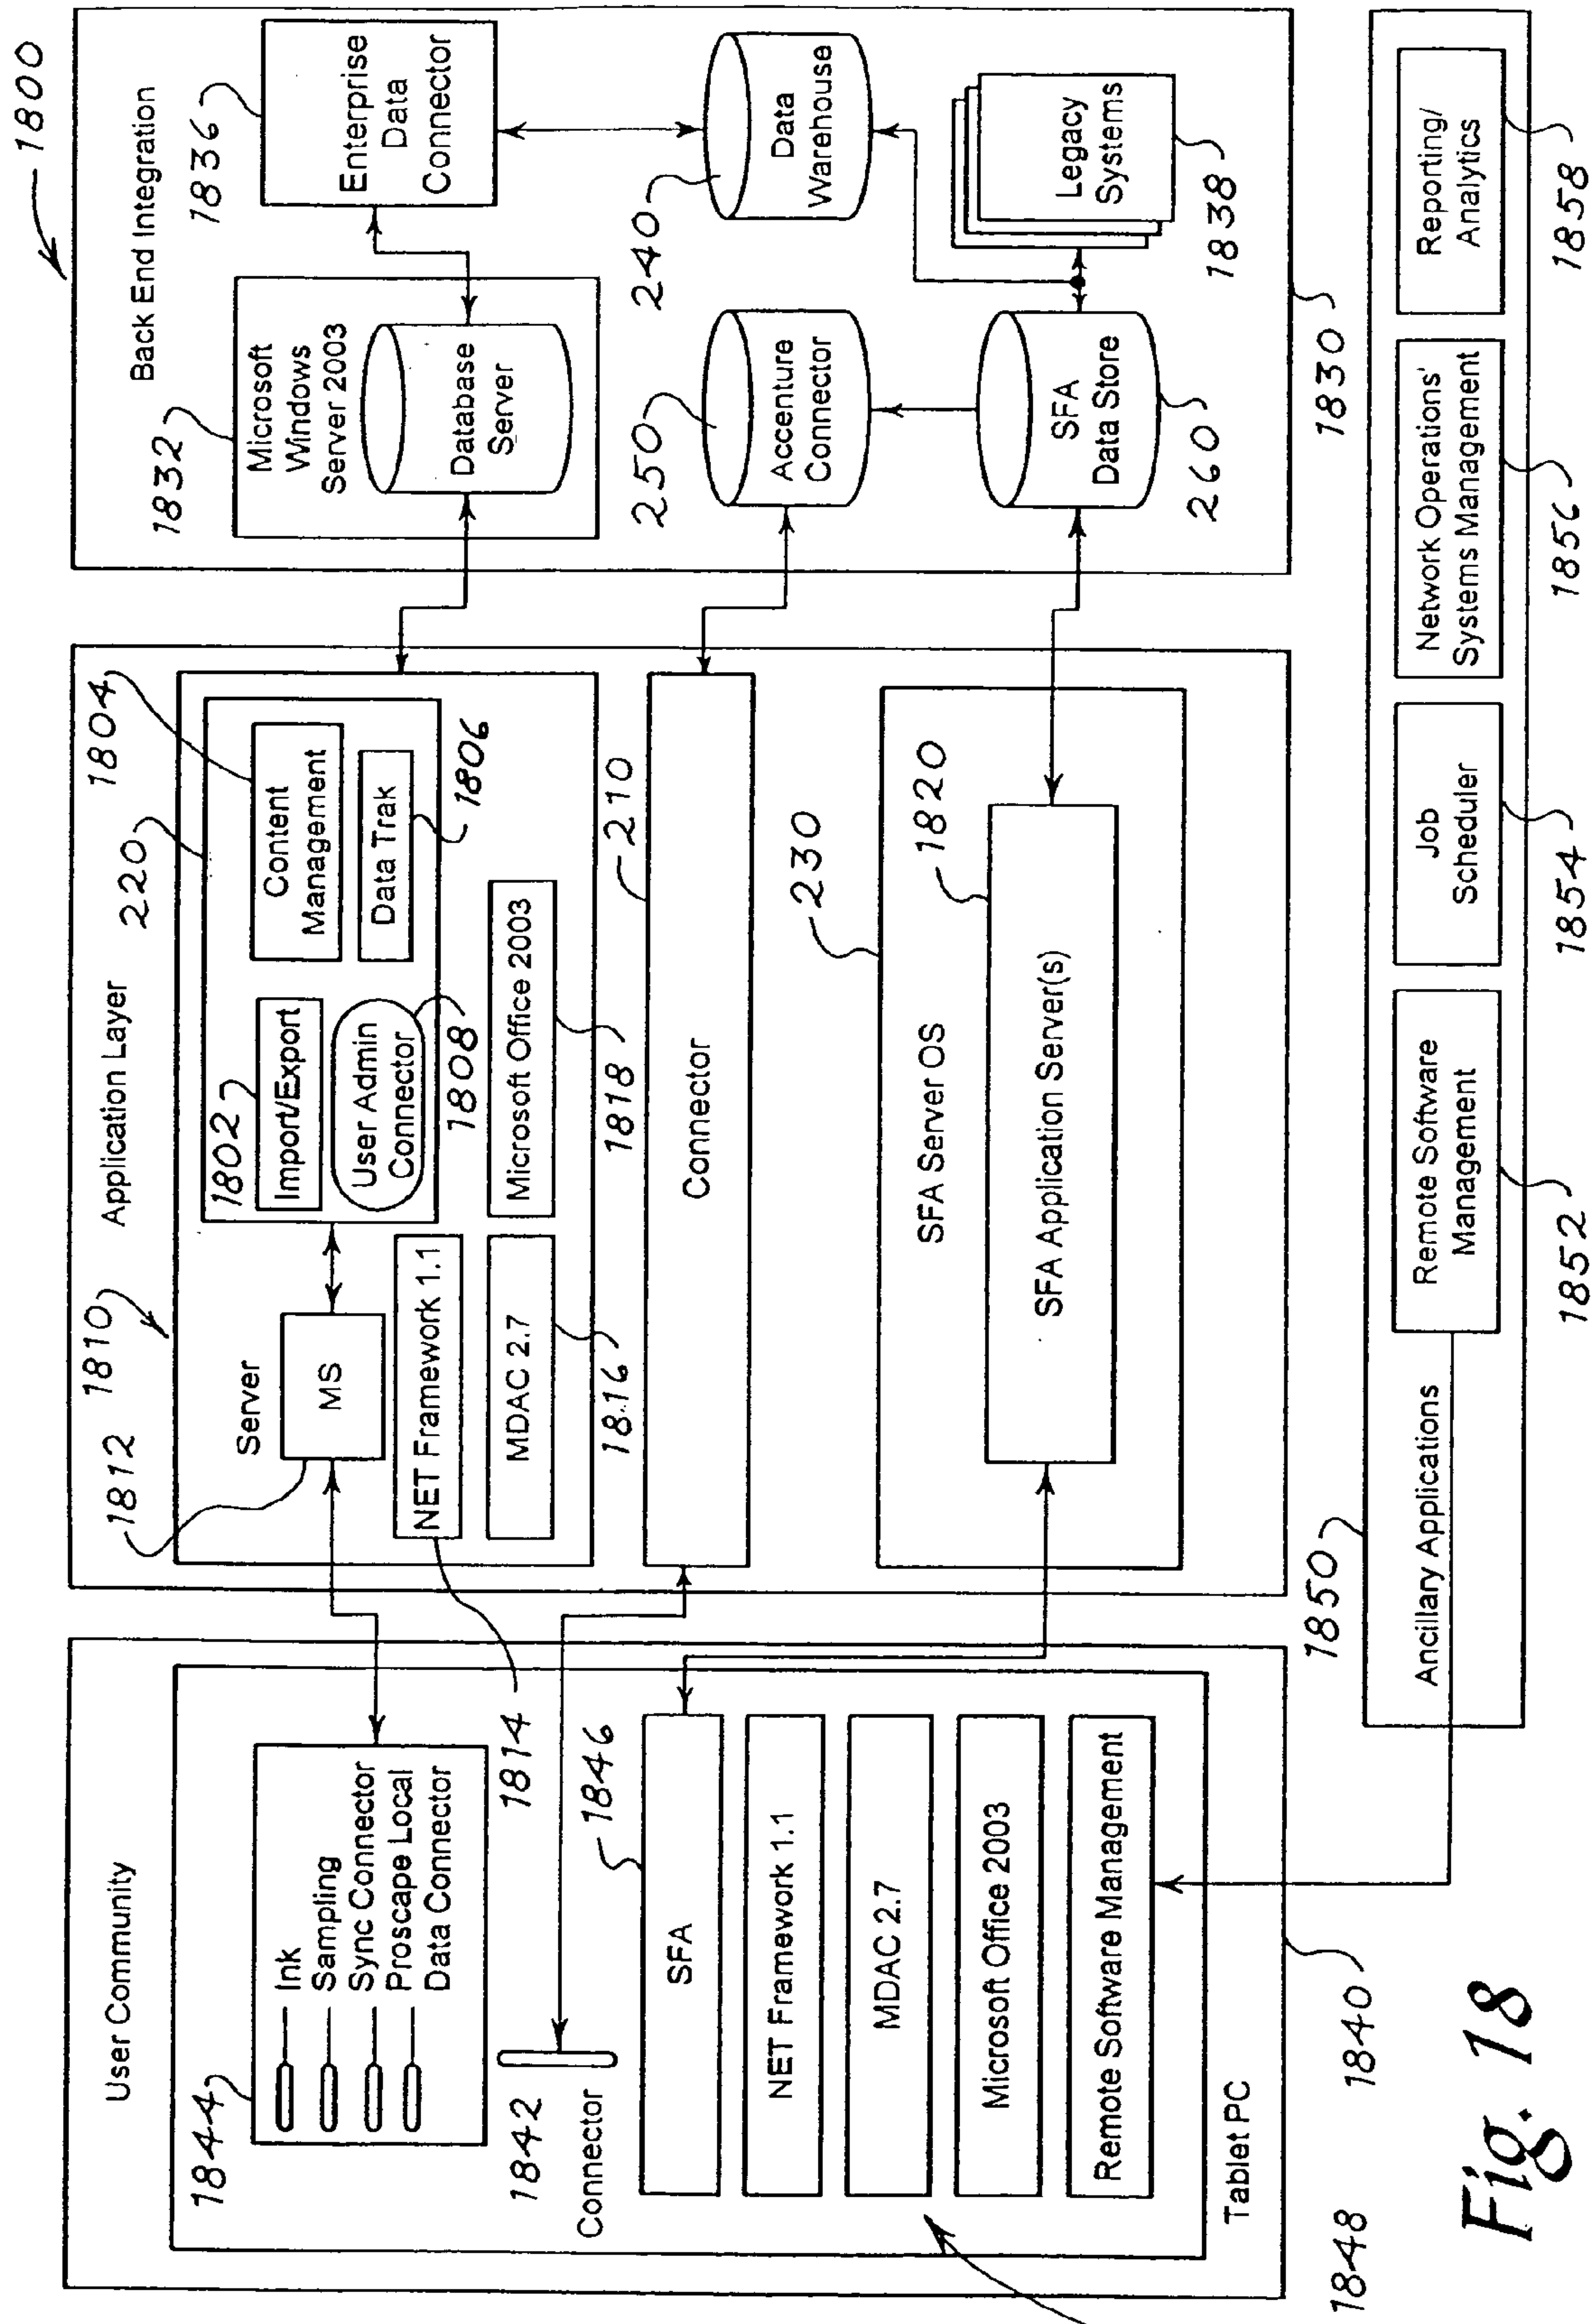 1800
User Community
1844
Ink
Sampling
Sync Connector
Proscape Local
Data Connector
1842
Connector
1846
SFA
NET Framework 1.1
MDAC 2.7
Microsoft Office 2003
Remote Software Management
Tablet PC
1848
1840
1810
Application Layer
1812
Server
MS
1814
NET Framework 1.1
MDAC 2.7
1816
220
1802
Import/Export
User Admin
Connector
1808
1804
Content
Management
Data Trak
1806
Microsoft Office 2003
1818
210
Connector
230
SFA Server OS
1820
SFA Application Server(s)
Back End Integration
1832
Microsoft
Windows
Server 2003
Database
Server
1836
Enterprise
Data
Connector
250
Accenture
Connector
240
Data
Warehouse
SFA
Data Store
260
Legacy
Systems
1838
1830
1850
Ancillary Applications
Remote Software
Management
1852
Job
Scheduler
1854
Network Operations'
Systems Management
1856
Reporting/
Analytics
1858
Fig. 18